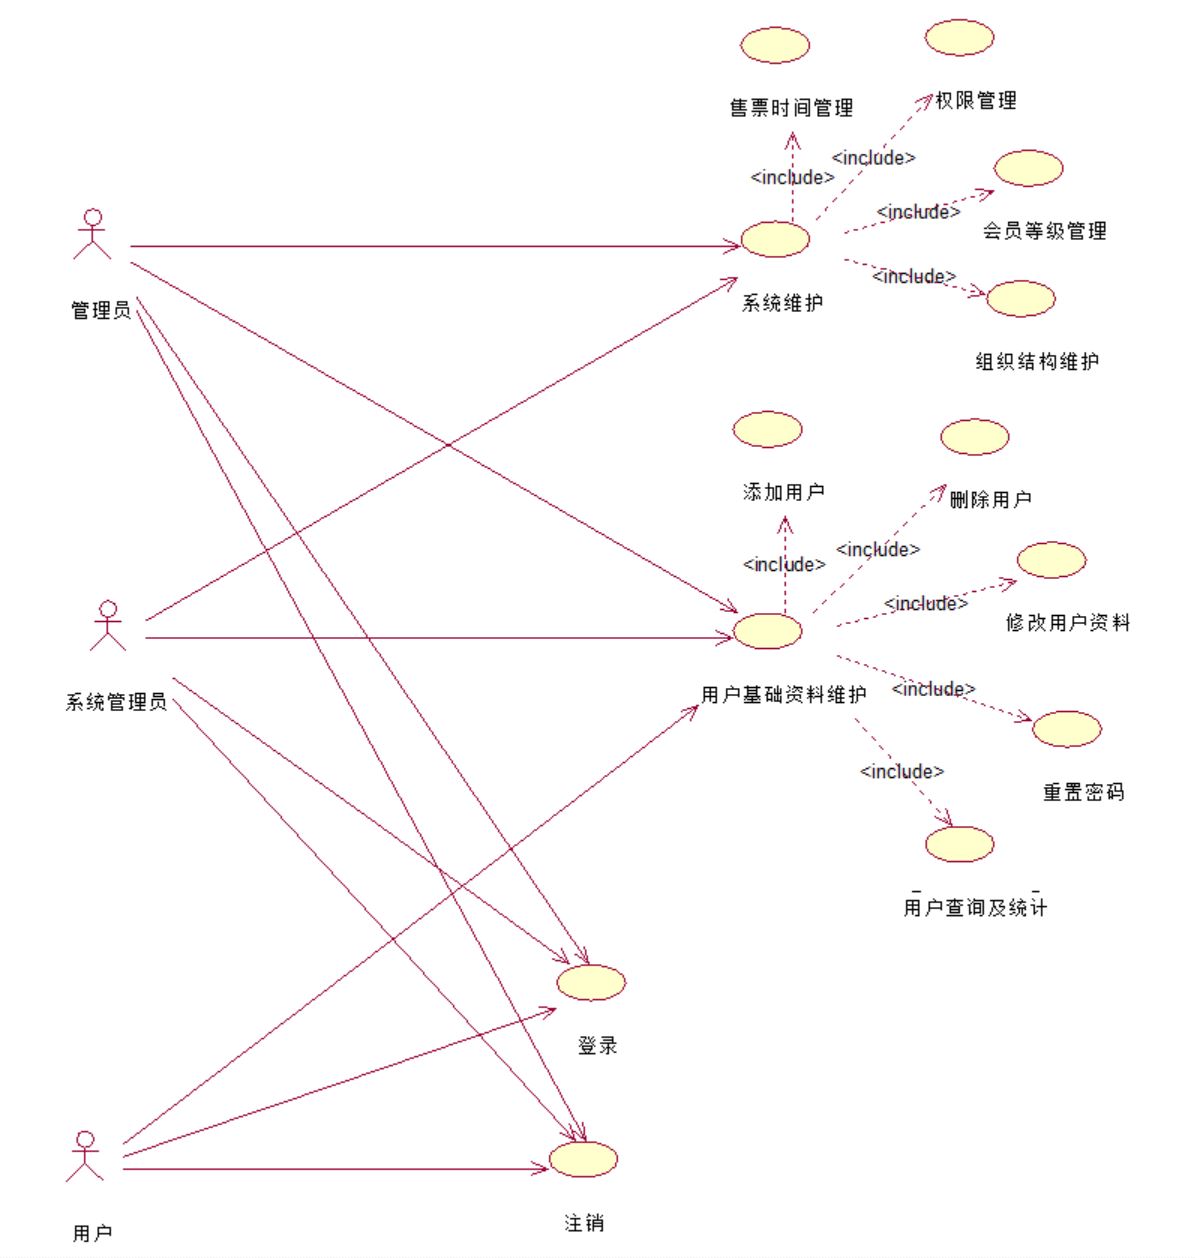 售票时间管理
权限管理
<include>
<include>
<include>
会员等级管理
<include>
管理员
系统维护
组织结构维护
添加用户
删除用户
<include>
<include>
<include>
修改用户资料
系统管理员
用户基础资料维护
<include>
<include>
重置密码
用户查询及统计
登录
用户
注销